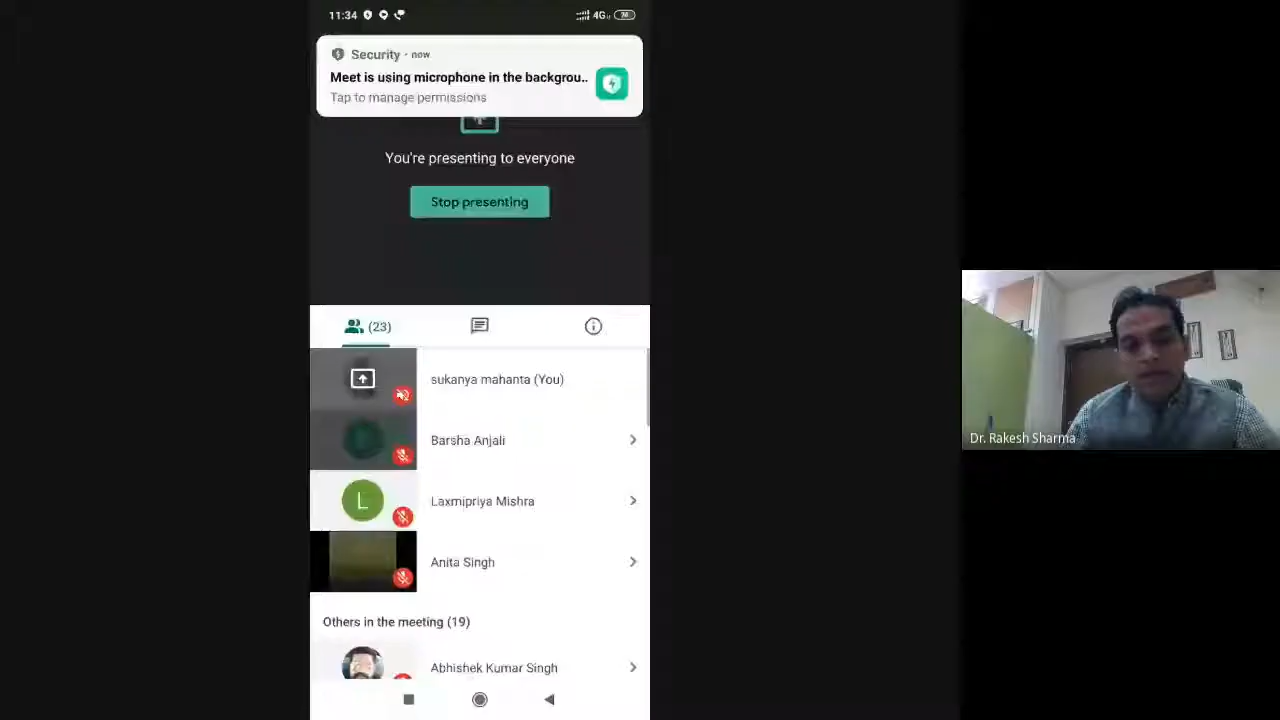 11:34
4G
74
Security • now
Meet is using microphone in the backgrou..
Tap to manage permissions
You're presenting to everyone
Stop presenting
(23)
sukanya mahanta (You)
Barsha Anjali
L
Laxmipriya Mishra
Anita Singh
Others in the meeting (19)
Abhishek Kumar Singh
Dr. Rakesh Sharma